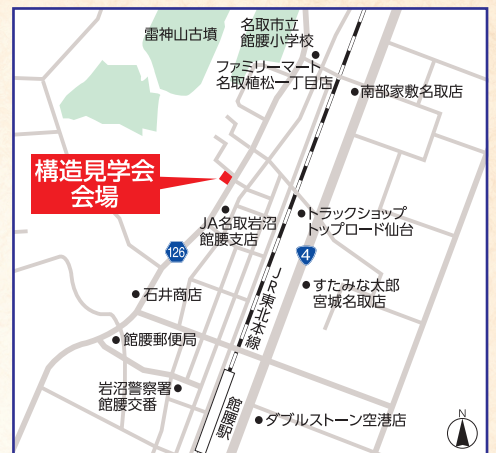 雷神山古墳
名取市立
館腰小学校
ファミリーマート
名取植松一丁目店
南部家敷名取店
構造見学会
会場
JA名取岩沼
館腰支店
トラックショップ
トップロード仙台
126
4
JR東北本線
すたみな太郎
宮城名取店
石井商店
館腰郵便局
岩沼警察署
館腰交番
館腰駅
ダブルストーン空港店
N